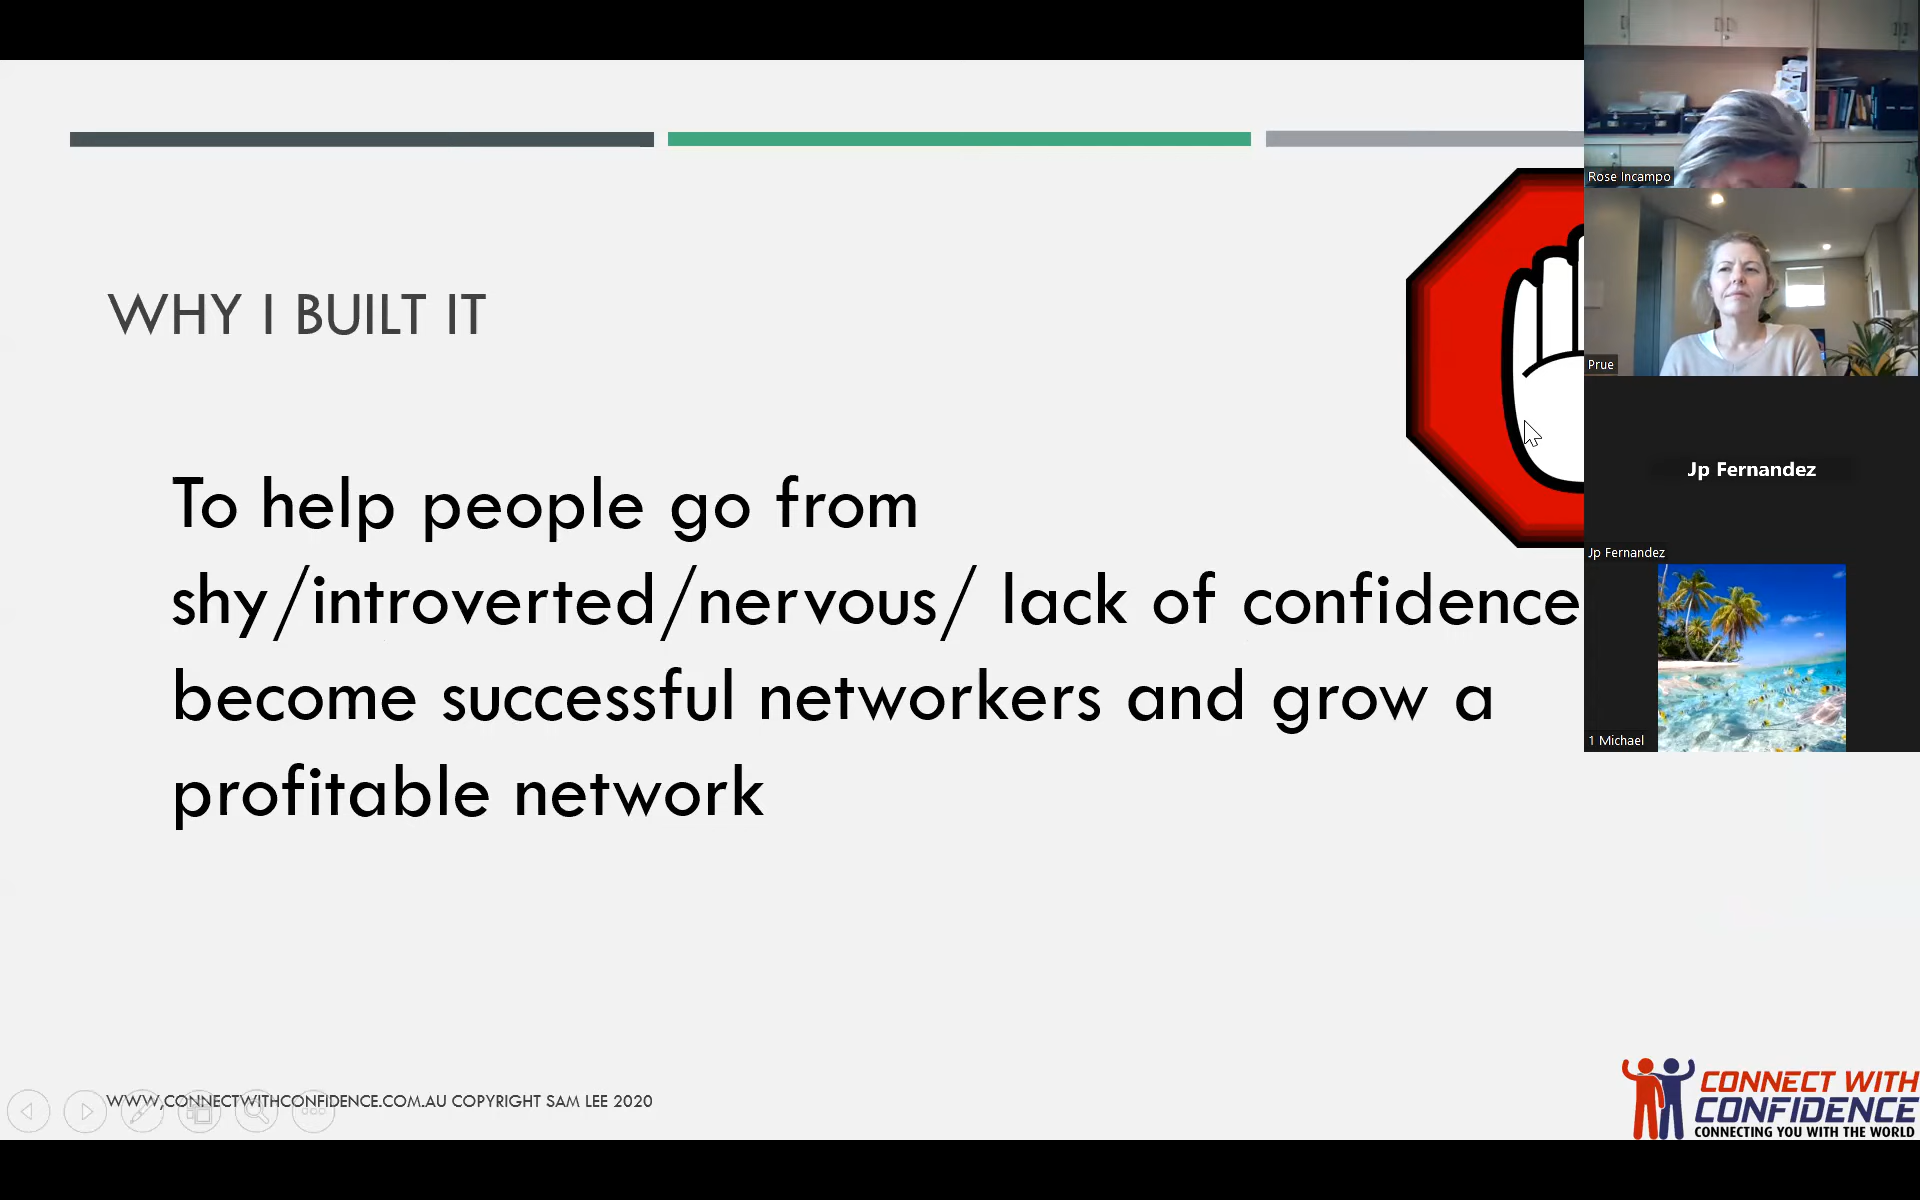 WHY I BUILT IT
To help people go from
shy/introverted/nervous/ lack of confidence
become successful networkers and grow a
profitable network
WWW,CONNECTWITHCONFIDENCE.COM.AU COPYRIGHT SAM LEE 2020
Rose Incampo
Prue
Jp Fernandez
Jp Fernandez
1 Michael
CONNECT WITH
CONFIDENCE
CONNECTING YOU WITH THE WORLD